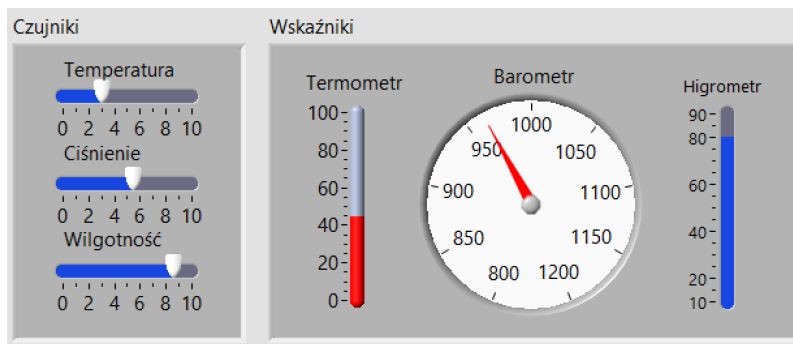 Czujniki
Temperatura
0 2 4 6 8 10
Ciśnienie
0 2 4 6 8 10
Wilgotność
0 2 4 6 8 10
Wskaźniki
Termometr
100
80
60
40
20
0
Barometr
800
850
900
950
1000
1050
1100
1150
1200
Higrometr
90
80
60
40
20
10